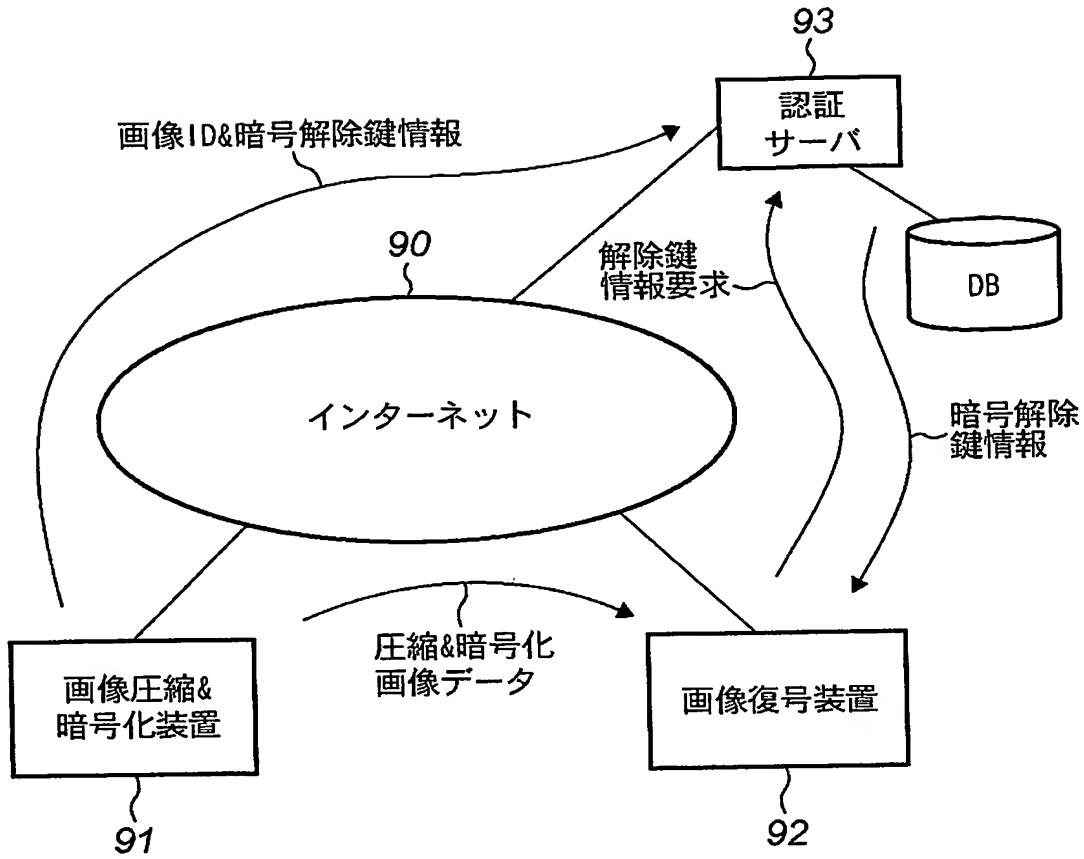 93
認証
サーバ
画像ID&暗号解除鍵情報
90
解除鍵
情報要求
DB
インターネット
暗号解除
鍵情報
圧縮&暗号化
画像データ
画像圧縮&
暗号化装置
画像復号装置
91
92